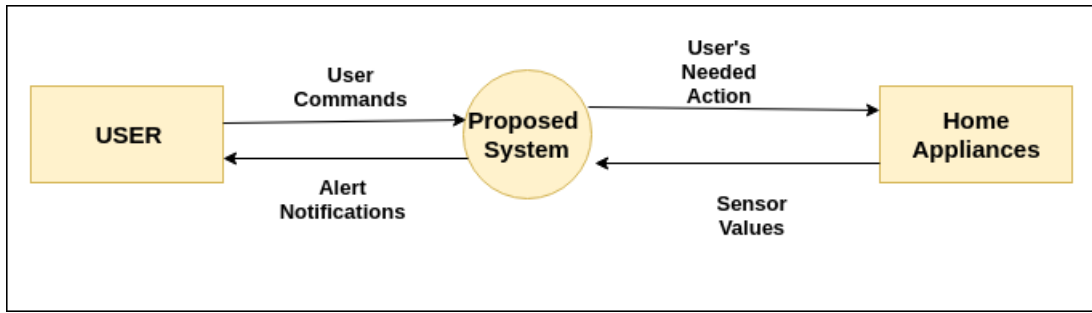 USER
User
Commands
Alert
Notifications
Proposed
System
User's
Needed
Action
Sensor
Values
Home
Appliances